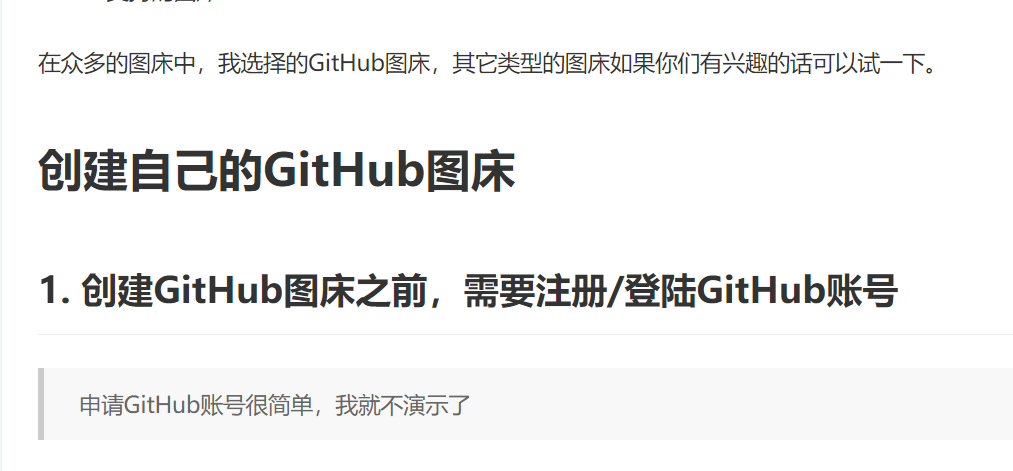 在众多的图床中，我选择的GitHub图床，其它类型的图床如果你们有兴趣的话可以试一下。
创建自己的GitHub图床
1. 创建GitHub图床之前，需要注册/登陆GitHub账号
申请GitHub账号很简单，我就不演示了